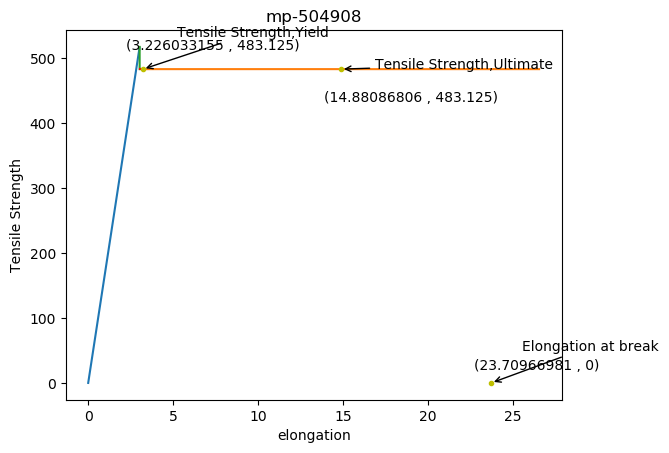 mp-504908
Tensile Strength,Yield
(3.226033155 , 483.125)
Tensile Strength,Ultimate
(14.88086806 , 483.125)
Elongation at break
(23.70966981 , 0)
Tensile Strength
500
400
300
200
100
0
0 5 10 15 20 25
elongation